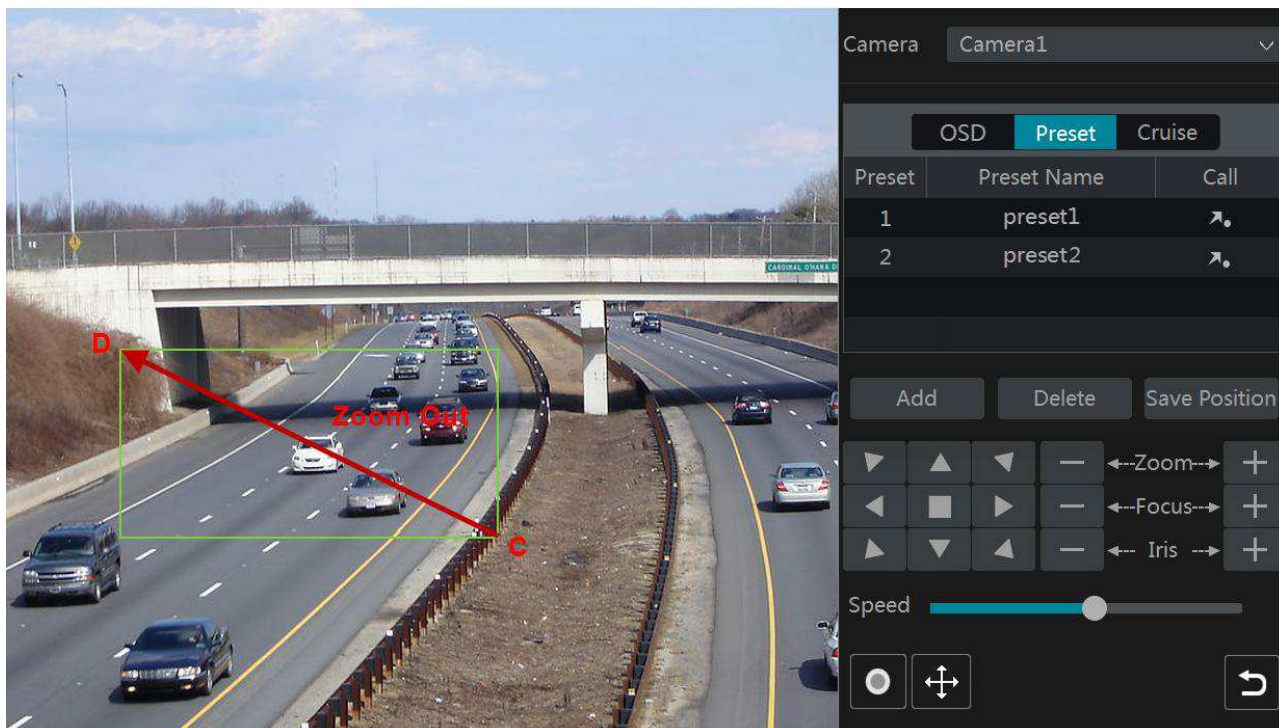 Camera Camera1
OSD Preset Cruise
Preset Preset Name Call
1 preset1
2 preset2
Add Delete Save Position
Zoom
Focus
Iris
Speed
CARDINAL O'HARA D
D
Zoom Out
C